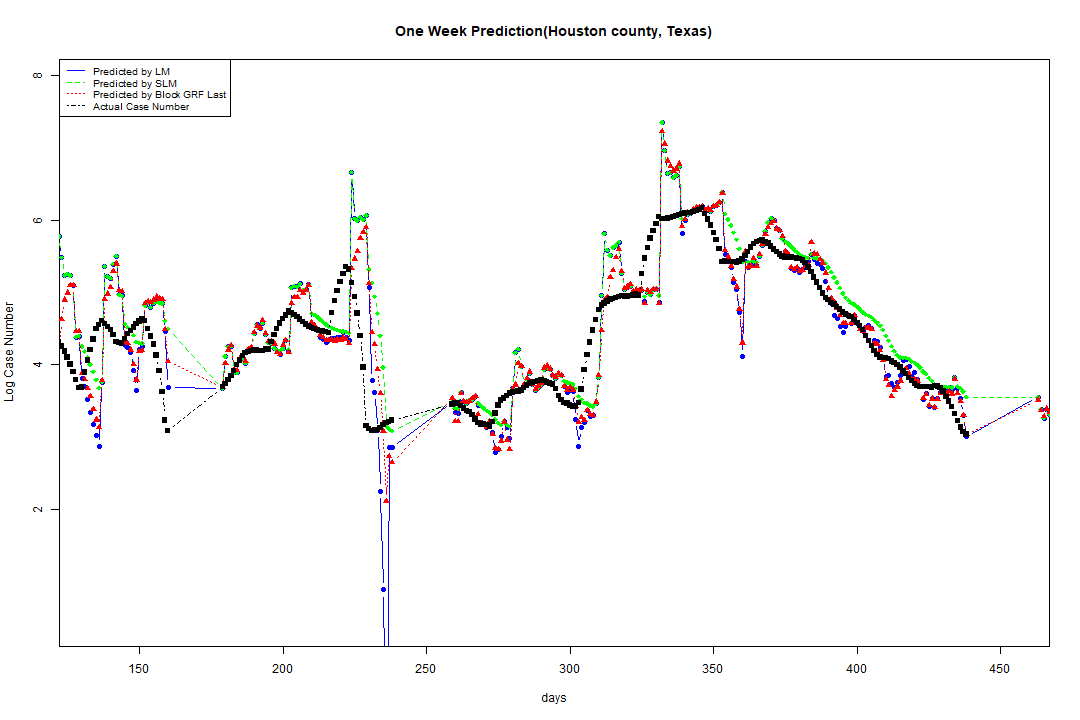 One Week Prediction(Houston county, Texas)
Predicted by LM
Predicted by SLM
Predicted by Block GRF Last
Actual Case Number
8
6
4
2
Log Case Number
150 200 250 300 350 400 450
days